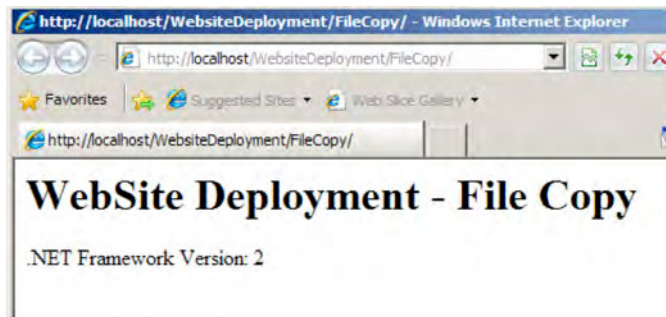 http://localhost/WebsiteDeployment/FileCopy/ - Windows Internet Explorer
http://localhost/WebsiteDeployment/FileCopy/
Favorites Suggested Sites Web Slice Gallery
http://localhost/WebsiteDeployment/FileCopy/
WebSite Deployment - File Copy
.NET Framework Version: 2